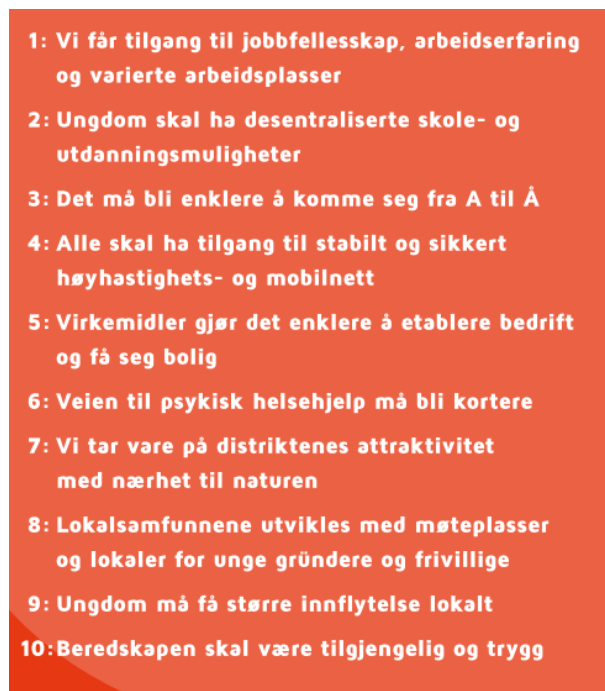 1: Vi får tilgang til jobbfellesskap, arbeidserfaring
og varierte arbeidsplasser
2: Ungdom skal ha desentraliserte skole- og
utdanningsmuligheter
3: Det må bli enklere å komme seg fra A til Å
4: Alle skal ha tilgang til stabilt og sikkert
høyhastighets- og mobilnett
5: Virkemidler gjør det enklere å etablere bedrift
og få seg bolig
6: Veien til psykisk helsehjelp må bli kortere
7: Vi tar vare på distriktenes attraktivitet
med nærhet til naturen
8: Lokalsamfunnene utvikles med møteplasser
og lokaler for unge gründere og frivillige
9: Ungdom må få større innflytelse lokalt
10: Beredskapen skal være tilgjengelig og trygg